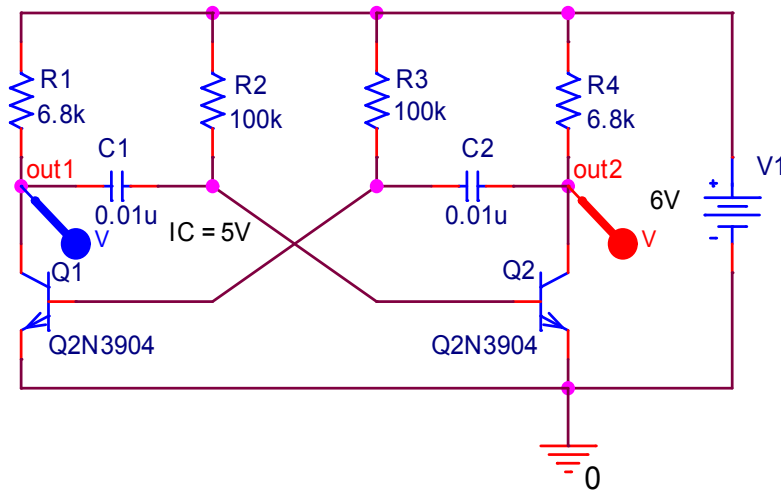 R1
6.8k
R2
100k
R3
100k
R4
6.8k
out1
C1
0.01u
IC = 5V
C2
0.01u
out2
V1
6V
+
-
V
V
Q1
Q2N3904
Q2
Q2N3904
0